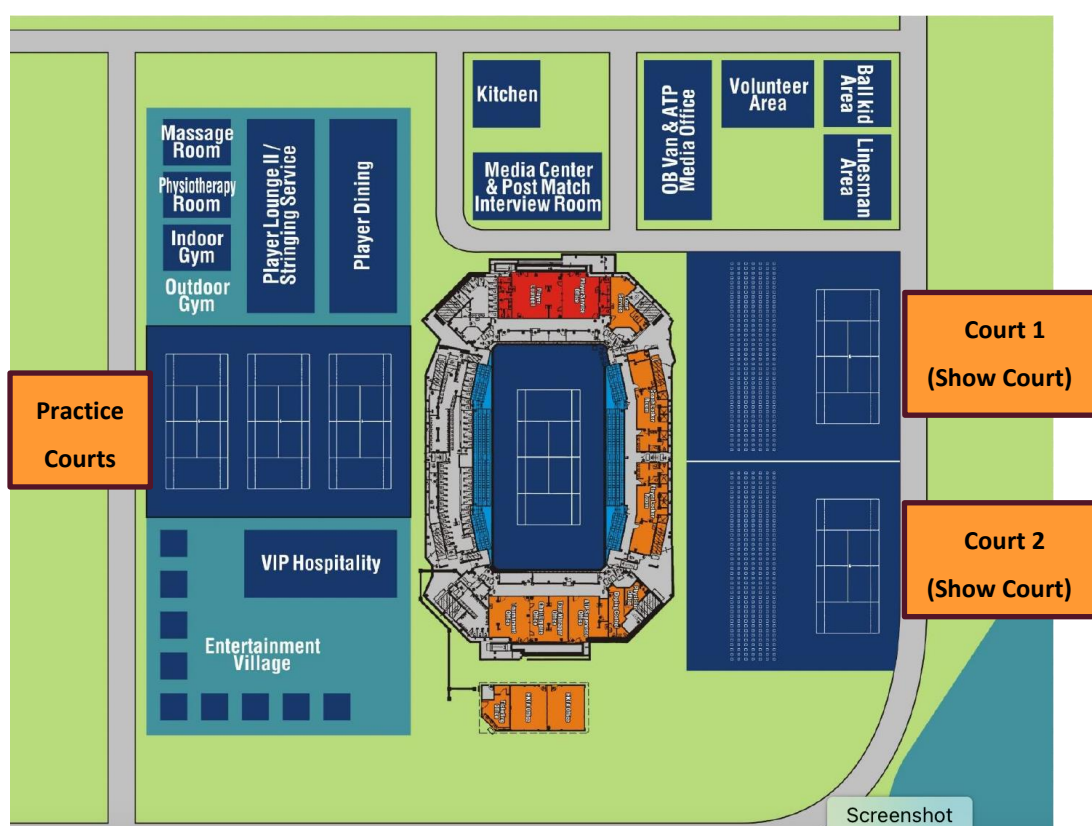 Kitchen
Massage
Room
Physiotherapy
Room
Indoor
Gym
Outdoor
Gym
Player Lounge II /
Stringing Service
Player Dining
Media Center
& Post Match
Interview Room
OB Van & ATP
Media Office
Volunteer
Area
Ball kid
Area
Linesman
Area
Court 1
(Show Court)
Practice
Courts
Court 2
(Show Court)
VIP Hospitality
Entertainment
Village
Player
Lounge
Screenshot